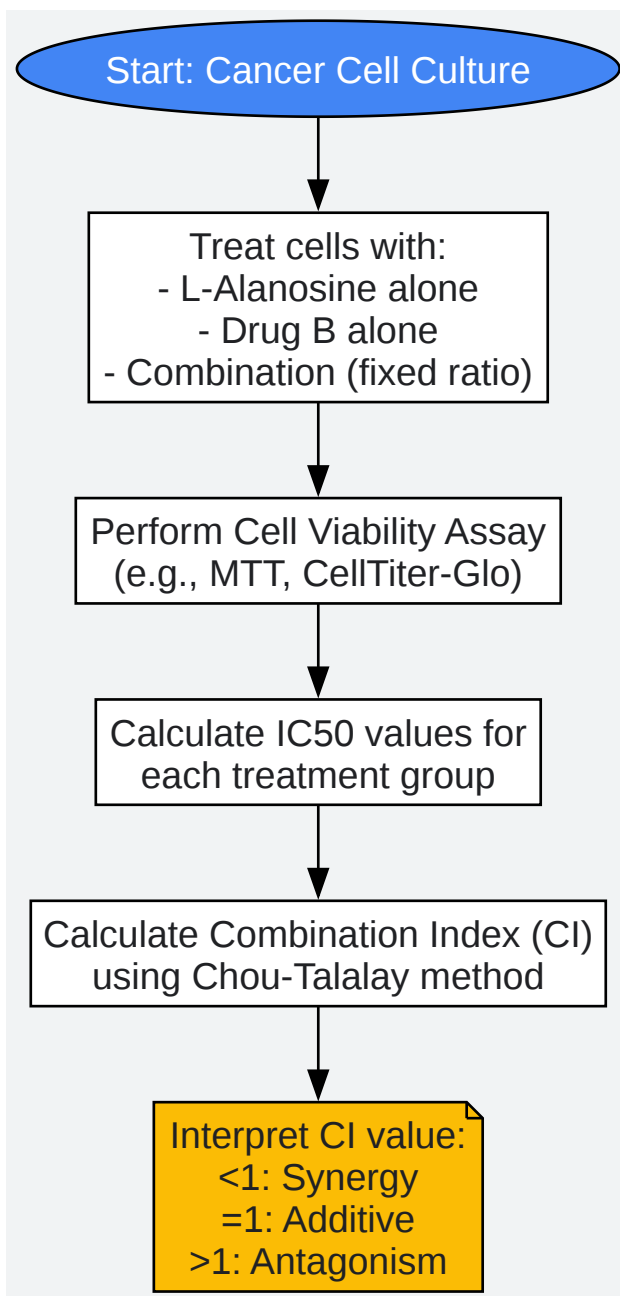 Start: Cancer Cell Culture
Treat cells with:
- L-Alanosine alone
- Drug B alone
- Combination (fixed ratio)
Perform Cell Viability Assay
(e.g., MTT, CellTiter-Glo)
Calculate IC50 values for
each treatment group
Calculate Combination Index (CI)
using Chou-Talalay method
Interpret CI value:
<1: Synergy
=1: Additive
>1: Antagonism